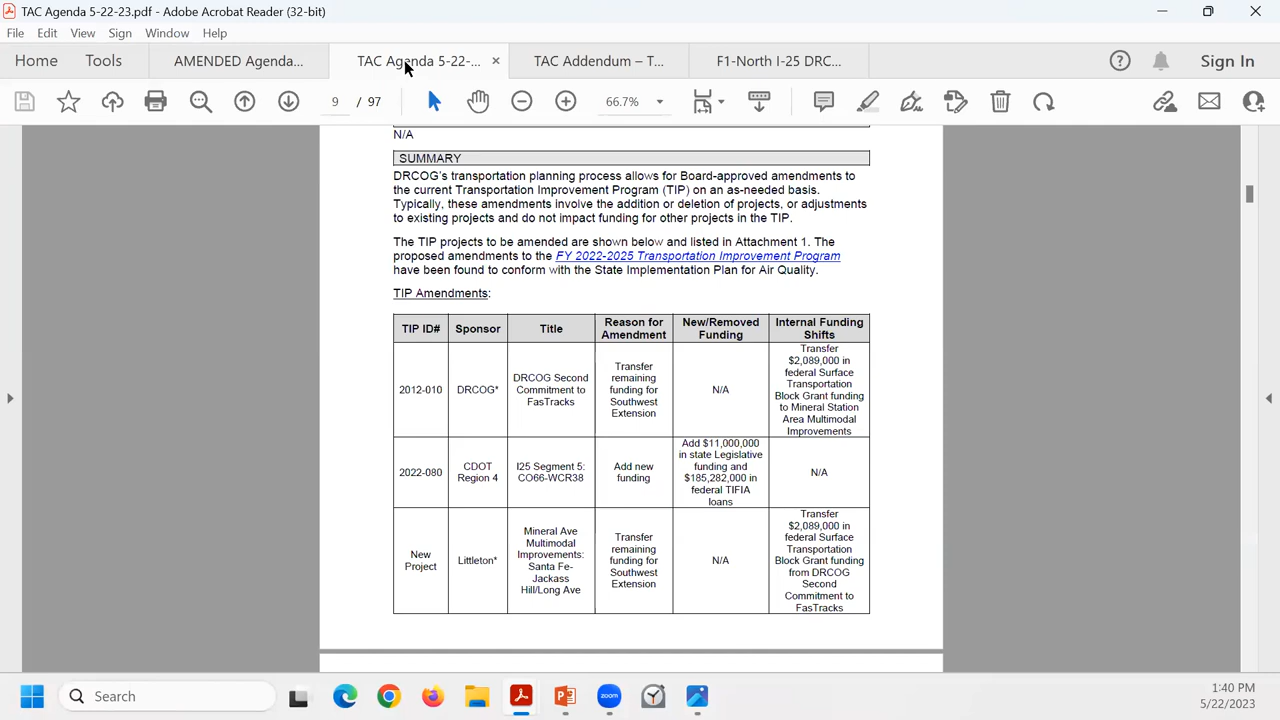 TAC Agenda 5-22-23.pdf - Adobe Acrobat Reader (32-bit)
File Edit View Sign Window Help
Home Tools AMENDED Agenda... TAC Agenda 5-22-... × TAC Addendum – T... F1-North I-25 DRC... Sign In
9 / 97 66.7%
N/A
SUMMARY
DRCOG's transportation planning process allows for Board-approved amendments to
the current Transportation Improvement Program (TIP) on an as-needed basis.
Typically, these amendments involve the addition or deletion of projects, or adjustments
to existing projects and do not impact funding for other projects in the TIP.
The TIP projects to be amended are shown below and listed in Attachment 1. The
proposed amendments to the FY 2022-2025 Transportation Improvement Program
have been found to conform with the State Implementation Plan for Air Quality.
TIP Amendments:
TIP ID#
Sponsor
Title
Reason for
Amendment
New/Removed
Funding
Internal Funding
Shifts
2012-010
DRCOG*
DRCOG Second
Commitment to
FasTracks
Transfer
remaining
funding for
Southwest
Extension
N/A
Transfer
$2,089,000 in
federal Surface
Transportation
Block Grant funding
to Mineral Station
Area Multimodal
Improvements
2022-080
CDOT
Region 4
I25 Segment 5:
CO66-WCR38
Add new
funding
Add $11,000,000
in state Legislative
funding and
$185,282,000 in
federal TIFIA
loans
N/A
New
Project
Littleton*
Mineral Ave
Multimodal
Improvements:
Santa Fe-
Jackass
Hill/Long Ave
Transfer
remaining
funding for
Southwest
Extension
N/A
Transfer
$2,089,000 in
federal Surface
Transportation
Block Grant funding
from DRCOG
Second
Commitment to
FasTracks
Search
zoom
1:40 PM
5/22/2023